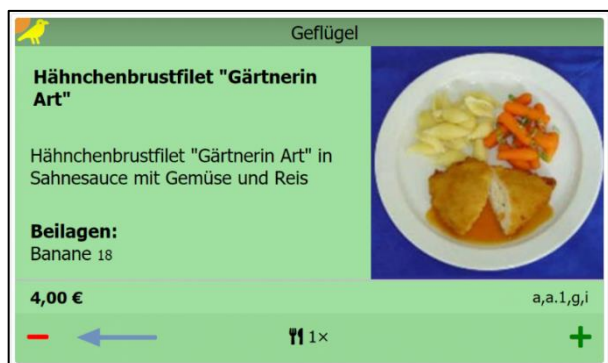 Geflügel
Hähnchenbrustfilet "Gärtnerin
Art"
Hähnchenbrustfilet "Gärtnerin Art" in
Sahnesauce mit Gemüse und Reis
Beilagen:
Banane 18
4,00 €
a,a.1,g,i
1×